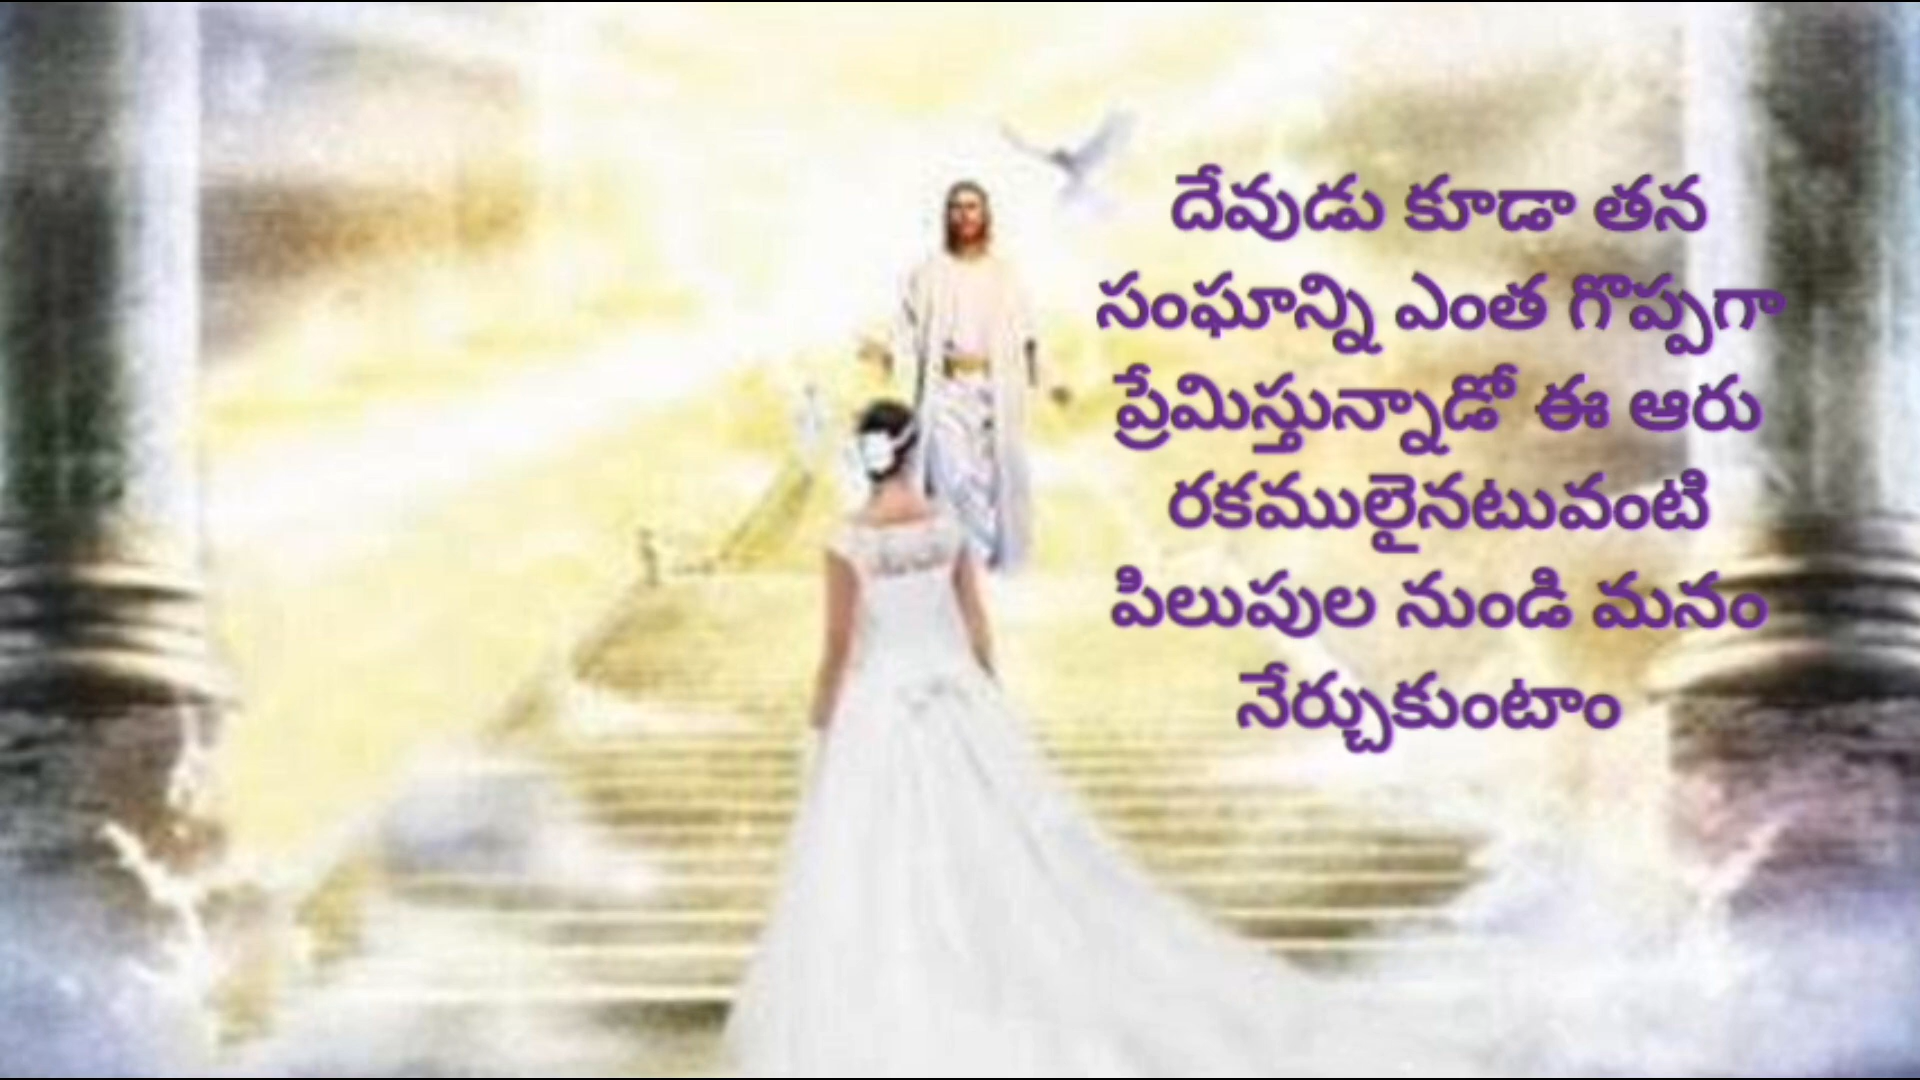 దేవుడు కూడా తన
సంఘాన్ని ఎంత గొప్పగా
ప్రేమిస్తున్నాడో ఈ ఆరు
రకములైనటువంటి
పిలుపుల నుండి మనం
నేర్చుకుంటాం